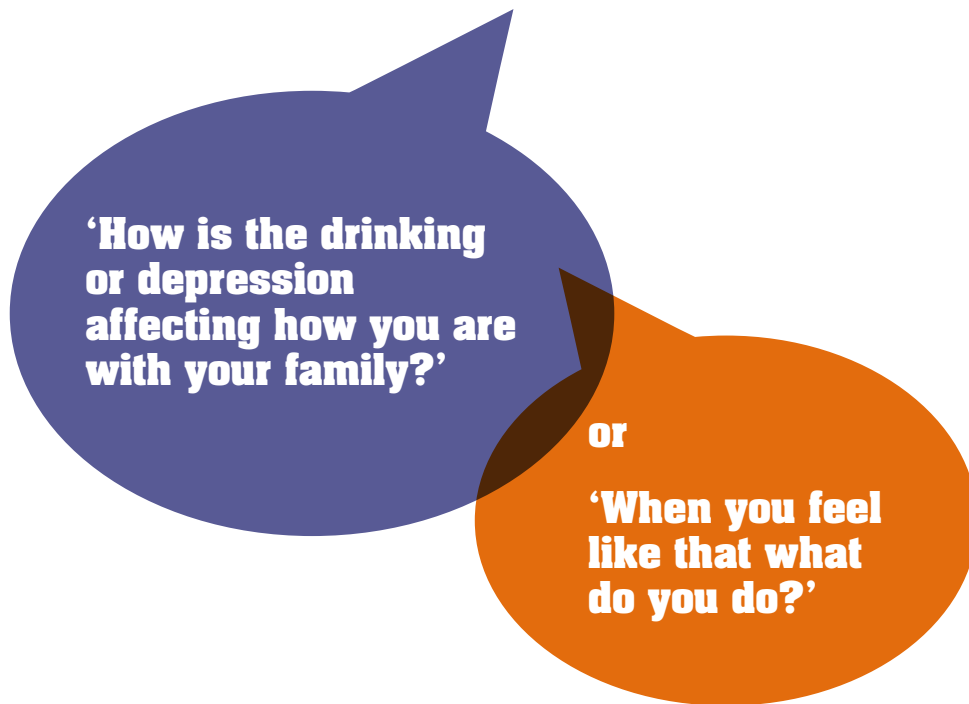 ‘How is the drinking
or depression
affecting how you are
with your family?’
or
‘When you feel
like that what
do you do?’